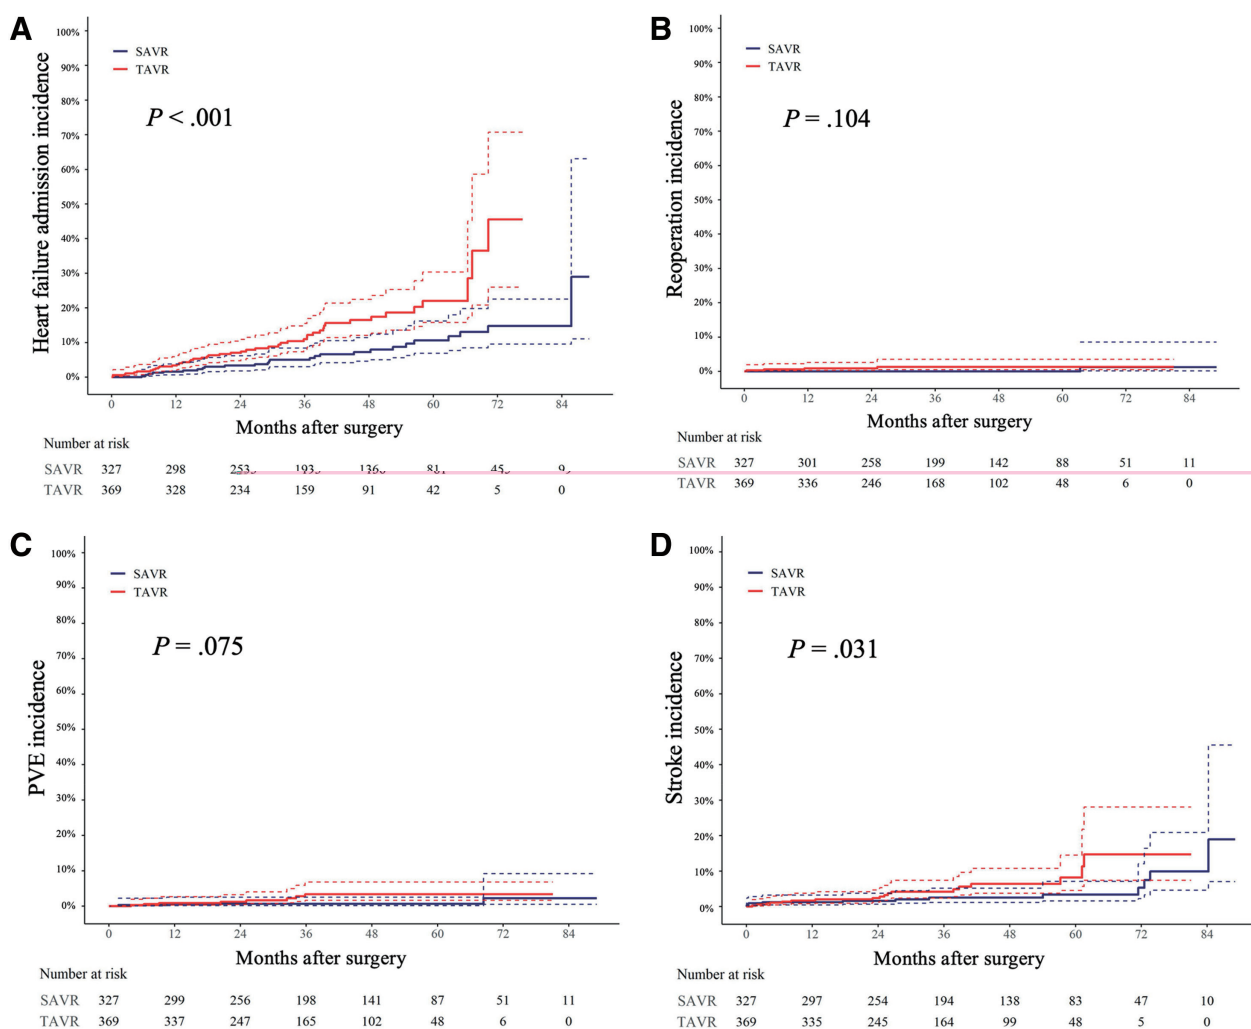 A
Heart failure admission incidence
100%
90%
80%
70%
60%
50%
40%
30%
20%
10%
0%
SAVR
TAVR
P < .001
0 12 24 36 48 60 72 84
Months after surgery
Number at risk
SAVR 327 298 253 193 136 81 45 9
TAVR 369 328 234 159 91 42 5 0
B
Reoperation incidence
100%
90%
80%
70%
60%
50%
40%
30%
20%
10%
0%
SAVR
TAVR
P = .104
0 12 24 36 48 60 72 84
Months after surgery
Number at risk
SAVR 327 301 258 199 142 88 51 11
TAVR 369 336 246 168 102 48 6 0
C
PVE incidence
100%
90%
80%
70%
60%
50%
40%
30%
20%
10%
0%
SAVR
TAVR
P = .075
0 12 24 36 48 60 72 84
Months after surgery
Number at risk
SAVR 327 299 256 198 141 87 51 11
TAVR 369 337 247 165 102 48 6 0
D
Stroke incidence
100%
90%
80%
70%
60%
50%
40%
30%
20%
10%
0%
SAVR
TAVR
P = .031
0 12 24 36 48 60 72 84
Months after surgery
Number at risk
SAVR 327 297 254 194 138 83 47 10
TAVR 369 335 245 164 99 48 5 0